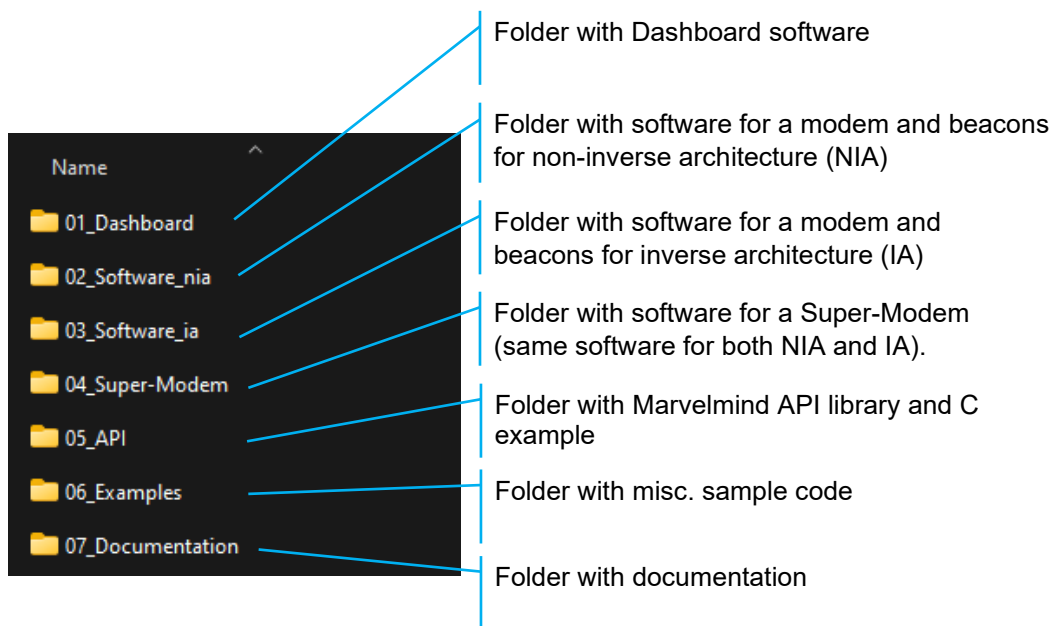 Folder with Dashboard software
Folder with software for a modem and beacons
for non-inverse architecture (NIA)
Name
01_Dashboard
02_Software_nia
03_Software_ia
04_Super-Modem
05_API
06_Examples
07_Documentation
Folder with software for a modem and
beacons for inverse architecture (IA)
Folder with software for a Super-Modem
(same software for both NIA and IA).
Folder with Marvelmind API library and C
example
Folder with misc. sample code
Folder with documentation